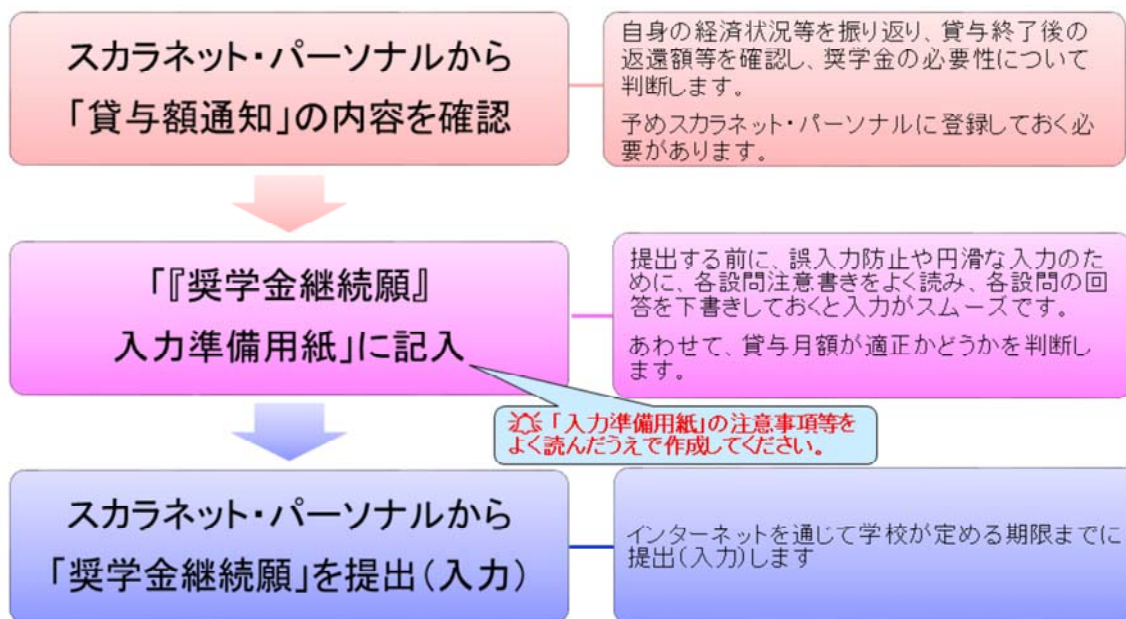 スカラネット・パーソナルから
「貸与額通知」の内容を確認
自身の経済状況等を振り返り、貸与終了後の
返還額等を確認し、奨学金の必要性について
判断します。
予めスカラネット・パーソナルに登録しておく必
要があります。
「『奨学金継続願』
入力準備用紙」に記入
提出する前に、誤入力防止や円滑な入力のた
めに、各設問注意書きをよく読み、各設問の回
答を下書きしておくと入力がスムーズです。
あわせて、貸与月額が適正かどうかを判断し
ます。
「入力準備用紙」の注意事項等を
よく読んだうえで作成してください。
スカラネット・パーソナルから
「奨学金継続願」を提出(入力)
インターネットを通じて学校が定める期限までに
提出(入力)します